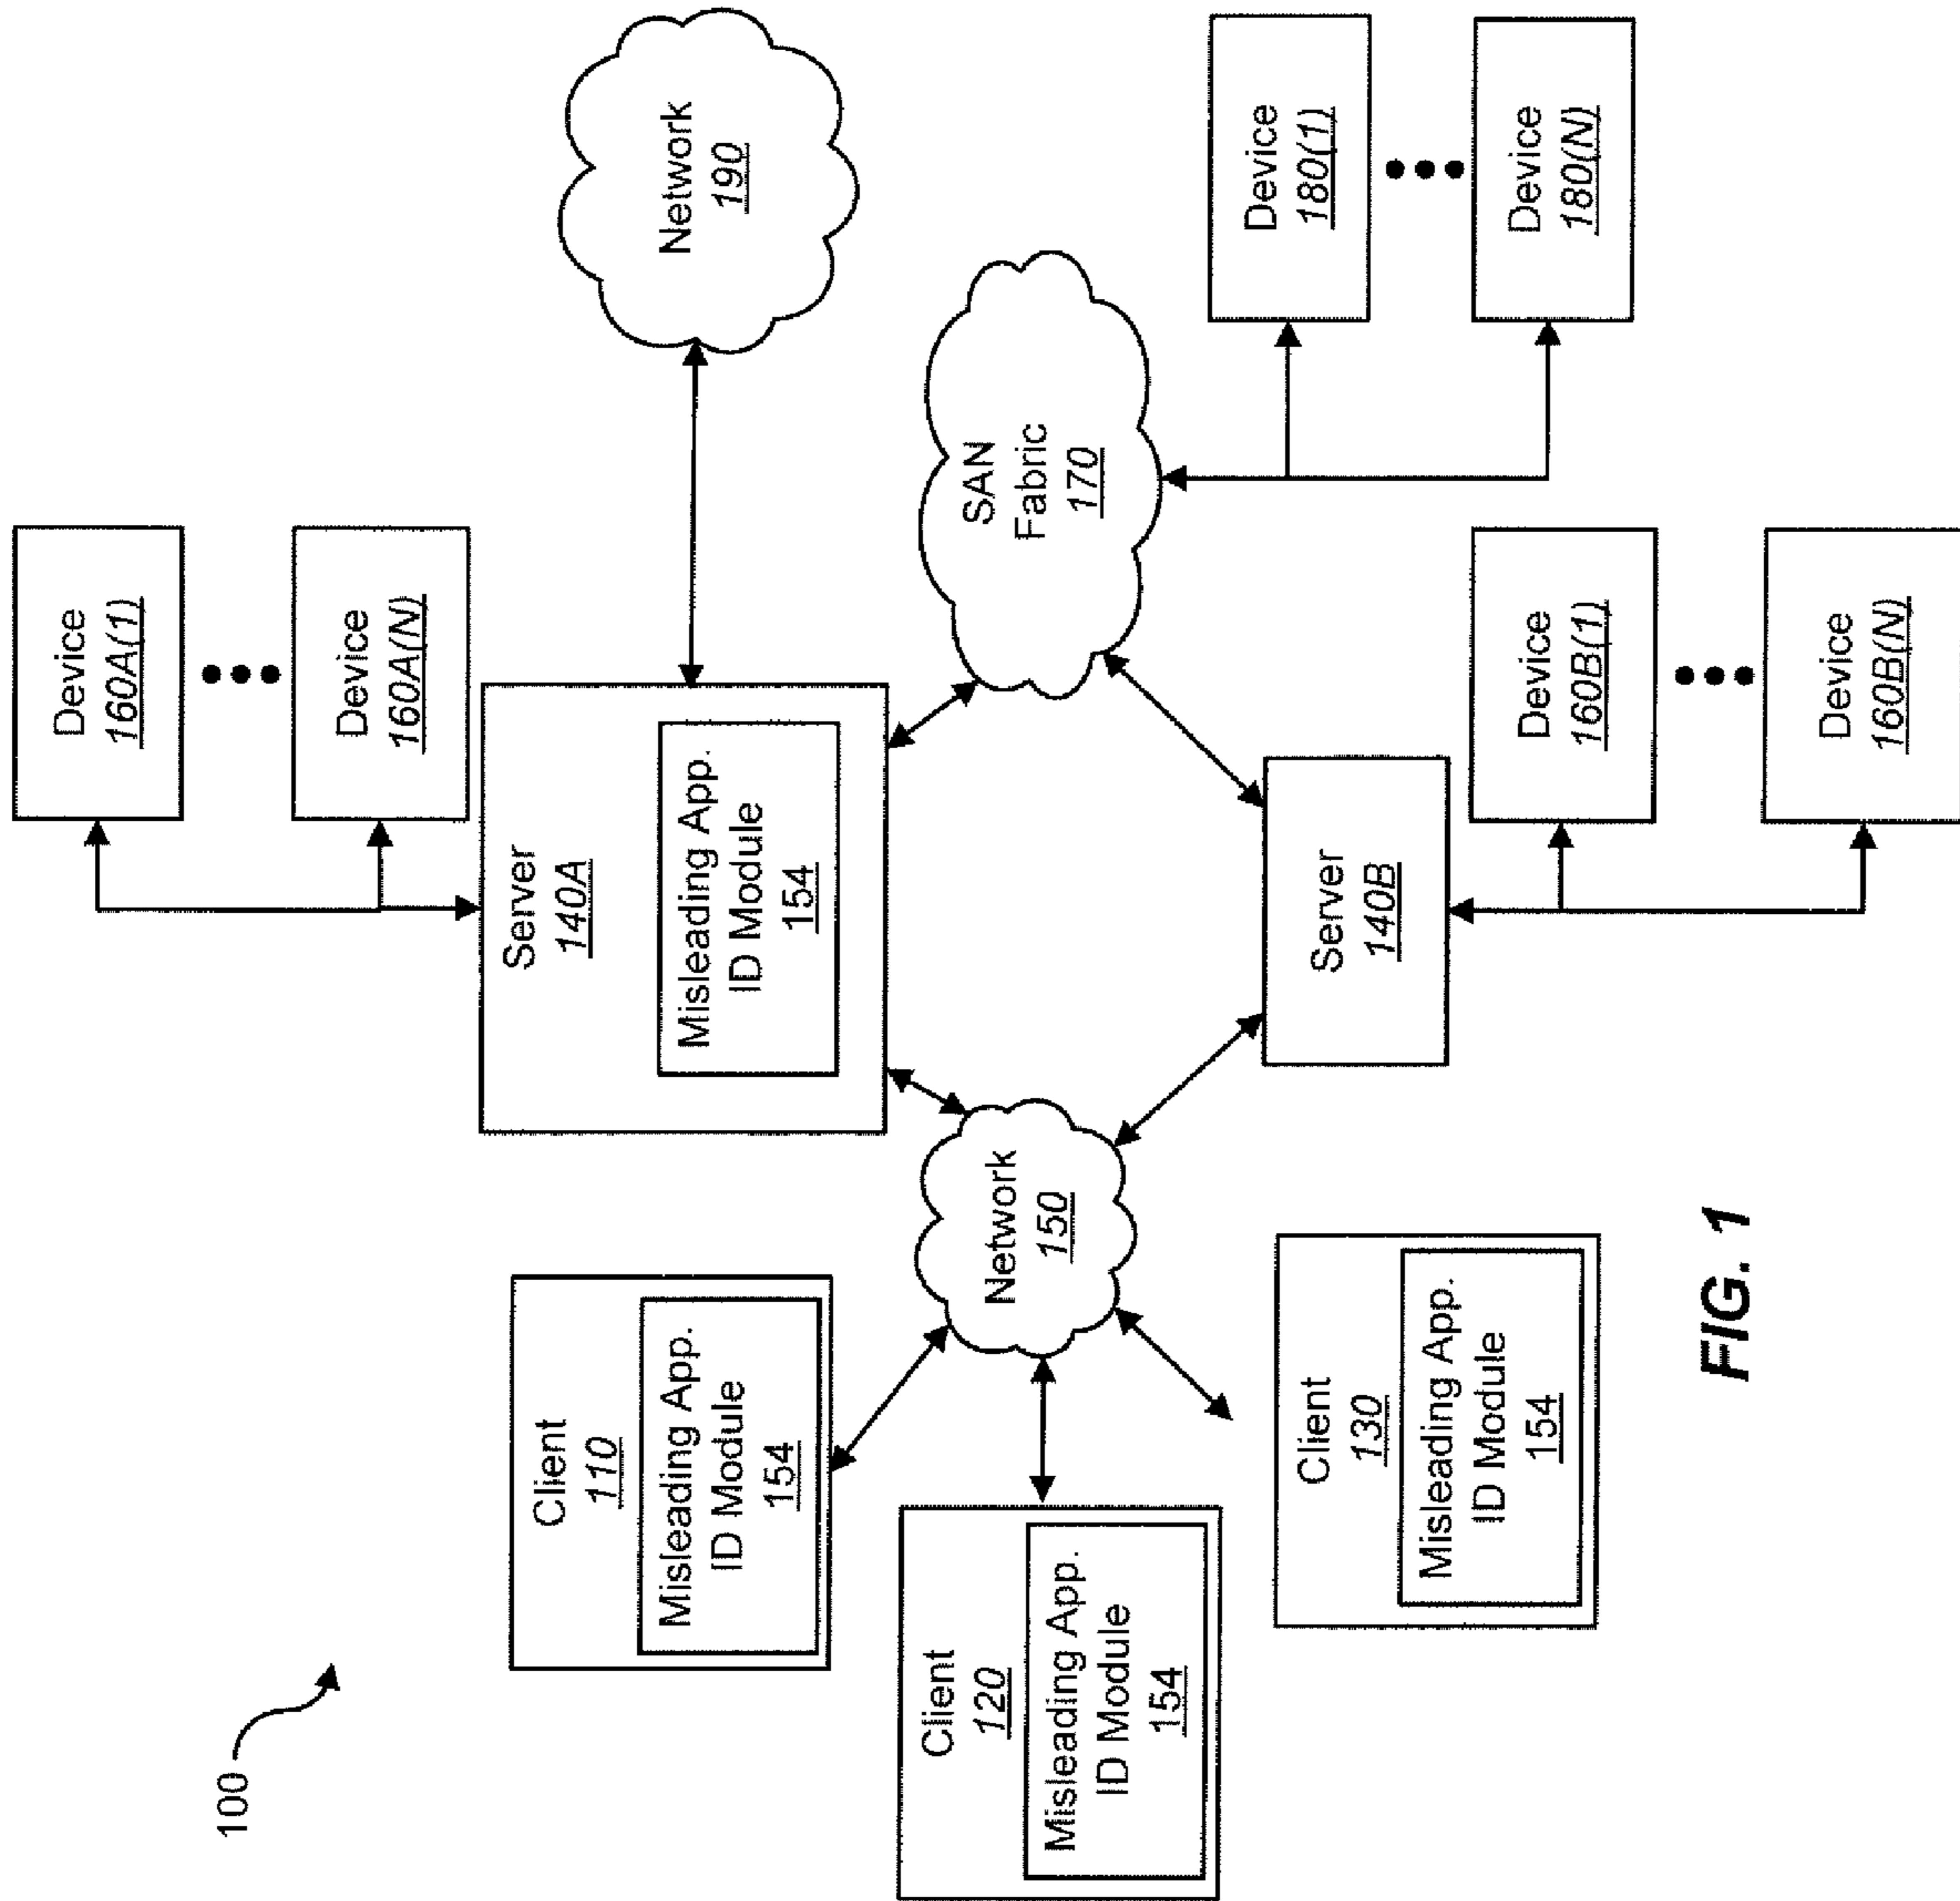 100
Device
160A(1)
Device
160A(N)
Server
140A
Misleading App.
ID Module
154
Network
190
Client
110
Misleading App.
ID Module
154
Client
120
Misleading App.
ID Module
154
Network
150
SAN
Fabric
170
Device
180(1)
Device
180(N)
Client
130
Misleading App.
ID Module
154
Server
140B
Device
160B(1)
Device
160B(N)
FIG. 1